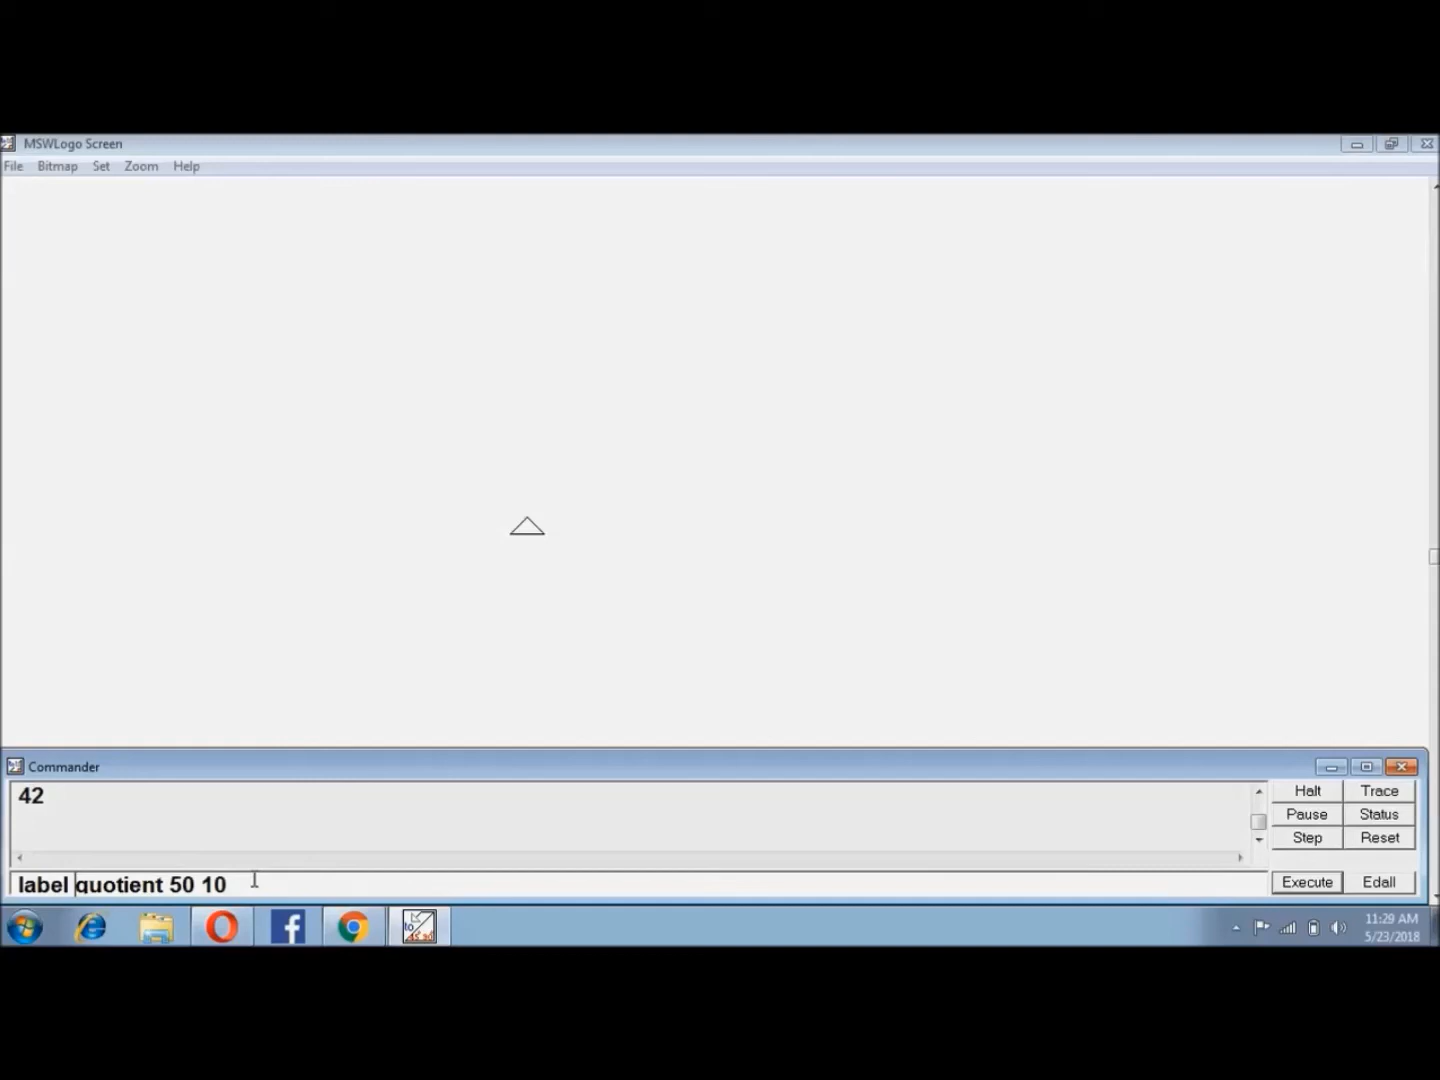 MSWLogo Screen
File Bitmap Set Zoom Help
Commander
42
Halt Trace
Pause Status
Step Reset
label quotient 50 10
Execute Edall
11:29 AM
5/23/2018